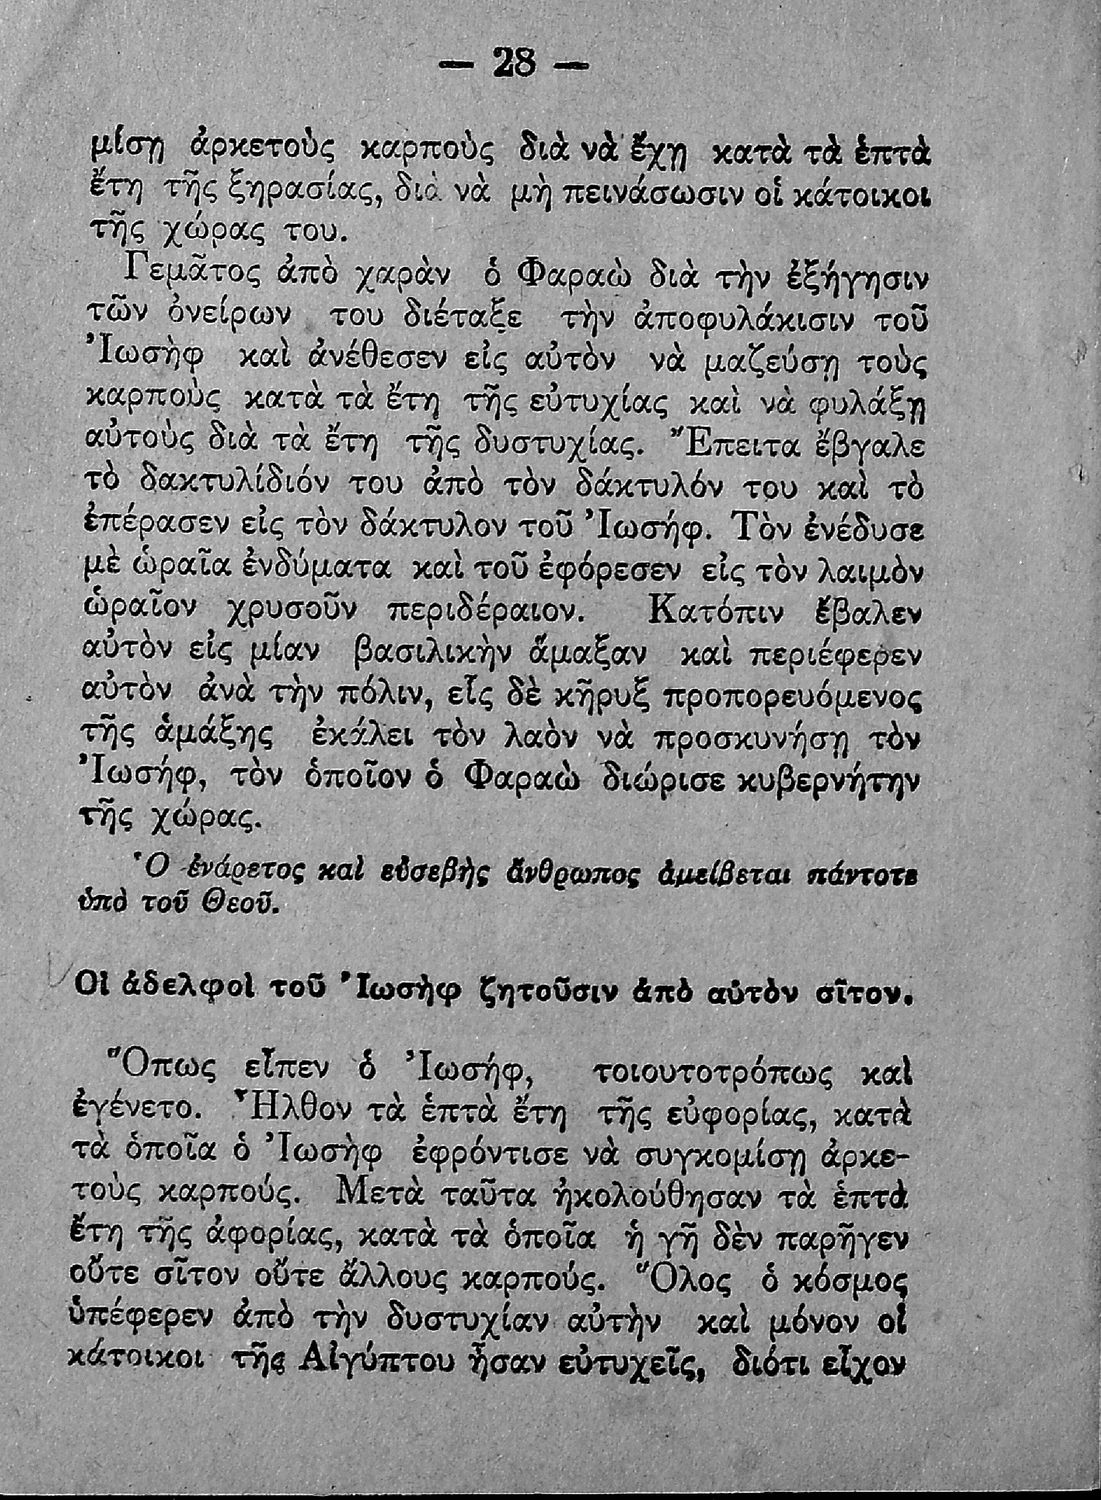 — 28 —
μίσῃ ἀρκετοὺς καρποὺς διὰ νὰ ἔχῃ κατὰ τὰ ἑπτὰ
ἔτη τῆς ξηρασίας, διὰ νὰ μὴ πεινάσωσιν οἱ κάτοικοι
τῆς χώρας του.
Γεμᾶτος ἀπὸ χαρὰν ὁ Φαραὼ διὰ τὴν ἐξήγησιν
τῶν ὀνείρων του διέταξε τὴν ἀποφυλάκισιν τοῦ
Ἰωσὴφ καὶ ἀνέθεσεν εἰς αὐτὸν νὰ μαζεύσῃ τοὺς
καρποὺς κατὰ τὰ ἔτη τῆς εὐτυχίας καὶ νὰ φυλάξῃ
αὐτοὺς διὰ τὰ ἔτη τῆς δυστυχίας. Ἔπειτα ἔβγαλε
τὸ δακτυλίδιόν του ἀπὸ τὸν δάκτυλόν του καὶ τὸ
ἐπέρασεν εἰς τὸν δάκτυλον τοῦ Ἰωσήφ. Τὸν ἐνέδυσε
μὲ ὡραῖα ἐνδύματα καὶ τοῦ ἐφόρεσεν εἰς τὸν λαιμὸν
ὡραῖον χρυσοῦν περιδέραιον. Κατόπιν ἔβαλεν
αὐτὸν εἰς μίαν βασιλικὴν ἅμαξαν καὶ περιέφερεν
αὐτὸν ἀνὰ τὴν πόλιν, εἷς δὲ κῆρυξ προπορευόμενος
τῆς ἁμάξης ἐκάλει τὸν λαὸν νὰ προσκυνήσῃ τὸν
Ἰωσήφ, τὸν ὁποῖον ὁ Φαραὼ διώρισε κυβερνήτην
τῆς χώρας.
Ὁ ἐνάρετος καὶ εὐσεβὴς ἄνθρωπος ἀμείβεται πάντοτε
ὑπὸ τοῦ Θεοῦ.
Οἱ ἀδελφοὶ τοῦ Ἰωσὴφ ζητοῦσιν ἀπὸ αὐτὸν σῖτον.
Ὅπως εἶπεν ὁ Ἰωσήφ, τοιουτοτρόπως καὶ
ἐγένετο. Ἦλθον τὰ ἑπτὰ ἔτη τῆς εὐφορίας, κατὰ
τὰ ὁποῖα ὁ Ἰωσὴφ ἐφρόντισε νὰ συγκομίσῃ ἀρκε-
τοὺς καρπούς. Μετὰ ταῦτα ἠκολούθησαν τὰ ἑπτὰ
ἔτη τῆς ἀφορίας, κατὰ τὰ ὁποῖα ἡ γῆ δὲν παρῆγεν
οὔτε σῖτον οὔτε ἄλλους καρπούς. Ὅλος ὁ κόσμος
ὑπέφερεν ἀπὸ τὴν δυστυχίαν αὐτὴν καὶ μόνον οἱ
κάτοικοι τῆς Αἰγύπτου ἦσαν εὐτυχεῖς, διότι εἶχον